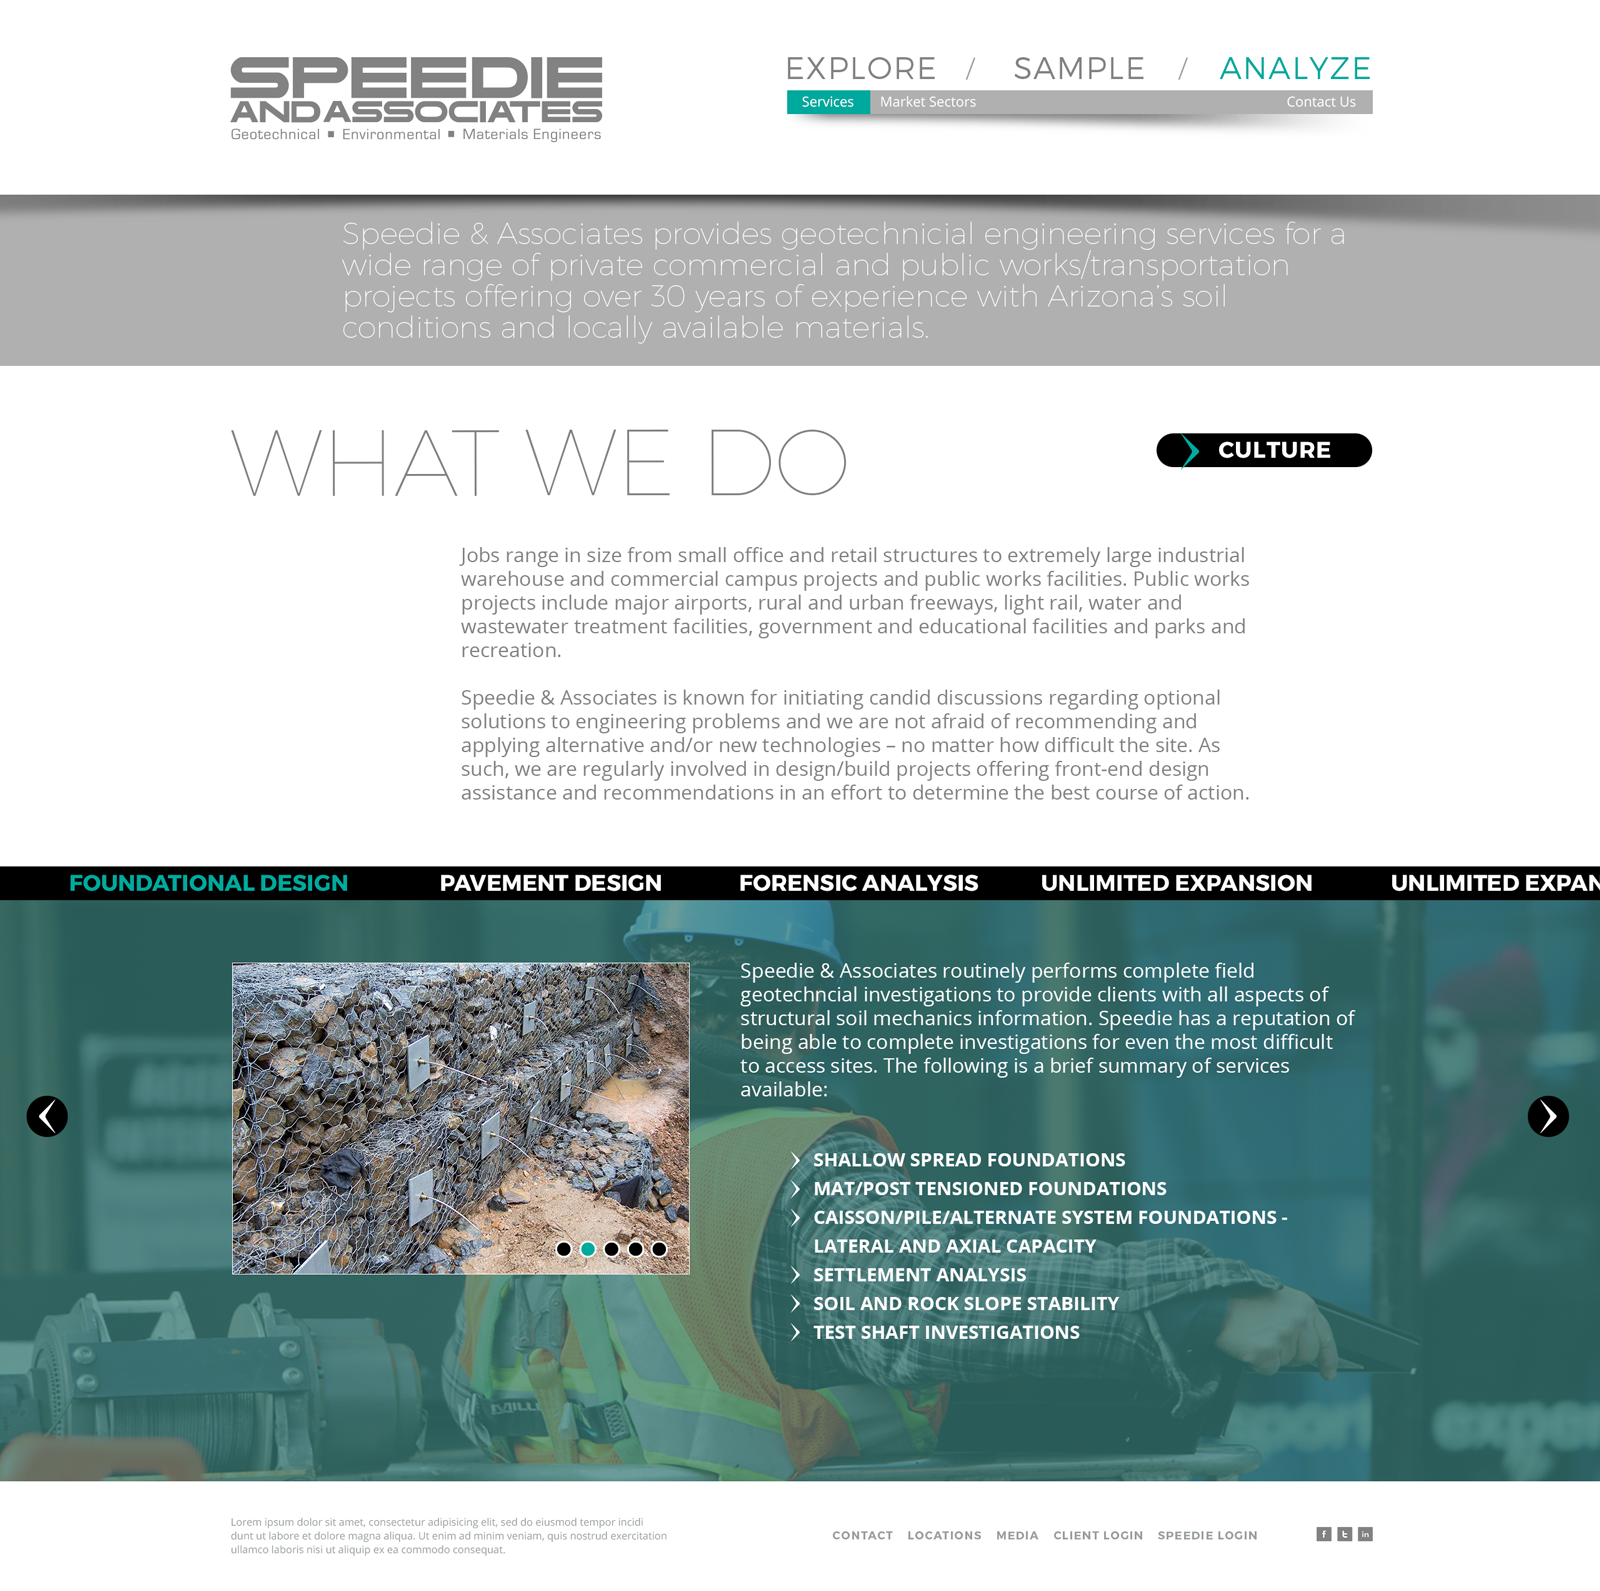 SPEEDIE
AND ASSOCIATES
Geotechnical ▪ Environmental ▪ Materials Engineers
EXPLORE / SAMPLE / ANALYZE
Services Market Sectors Contact Us
Speedie & Associates provides geotechnicial engineering services for a
wide range of private commercial and public works/transportation
projects offering over 30 years of experience with Arizona’s soil
conditions and locally available materials.
WHAT WE DO
CULTURE
Jobs range in size from small office and retail structures to extremely large industrial
warehouse and commercial campus projects and public works facilities. Public works
projects include major airports, rural and urban freeways, light rail, water and
wastewater treatment facilities, government and educational facilities and parks and
recreation.
Speedie & Associates is known for initiating candid discussions regarding optional
solutions to engineering problems and we are not afraid of recommending and
applying alternative and/or new technologies – no matter how difficult the site. As
such, we are regularly involved in design/build projects offering front-end design
assistance and recommendations in an effort to determine the best course of action.
FOUNDATIONAL DESIGN PAVEMENT DESIGN FORENSIC ANALYSIS UNLIMITED EXPANSION UNLIMITED EXPAN
Speedie & Associates routinely performs complete field
geotechncial investigations to provide clients with all aspects of
structural soil mechanics information. Speedie has a reputation of
being able to complete investigations for even the most difficult
to access sites. The following is a brief summary of services
available:
SHALLOW SPREAD FOUNDATIONS
MAT/POST TENSIONED FOUNDATIONS
CAISSON/PILE/ALTERNATE SYSTEM FOUNDATIONS -
LATERAL AND AXIAL CAPACITY
SETTLEMENT ANALYSIS
SOIL AND ROCK SLOPE STABILITY
TEST SHAFT INVESTIGATIONS
Lorem ipsum dolor sit amet, consectetur adipisicing elit, sed do eiusmod tempor incidi
dunt ut labore et dolore magna aliqua. Ut enim ad minim veniam, quis nostrud exercitation
ullamco laboris nisi ut aliquip ex ea commodo consequat.
CONTACT LOCATIONS MEDIA CLIENT LOGIN SPEEDIE LOGIN
f t in